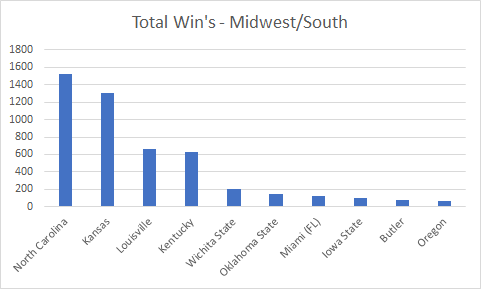 Total Win's - Midwest/South
1800
1600
1400
1200
1000
800
600
400
200
0
North Carolina
Kansas
Louisville
Kentucky
Wichita State
Oklahoma State
Miami (FL)
Iowa State
Butler
Oregon